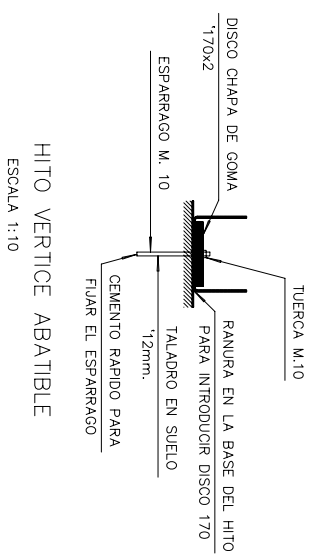 DISCO CHAPA DE GOMA
'170x2
ESPARRAGO M. 10
TUERCA M.10
RANURA EN LA BASE DEL HITO
PARA INTRODUCIR DISCO 170
TALADRO EN SUELO
'12mm.
CEMENTO RAPIDO PARA
FIJAR EL ESPARRAGO
HITO VERTICE ABATIBLE
ESCALA 1:10